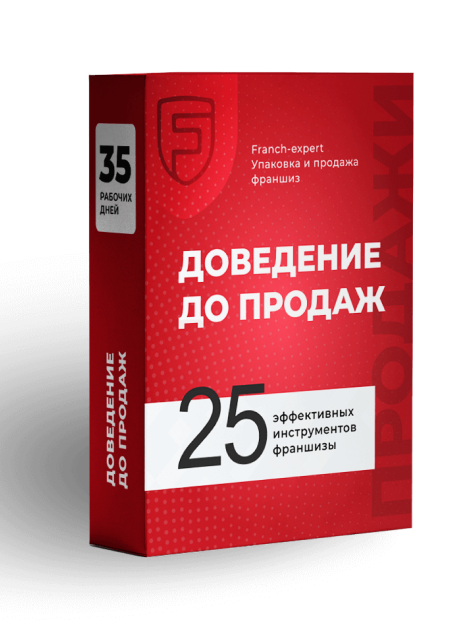 35
РАБОЧИХ
ДНЕЙ
ДОВЕДЕНИЕ
ДО ПРОДАЖ
Franch-expert
Упаковка и продажа
франшиз
ДОВЕДЕНИЕ
ДО ПРОДАЖ
25
эффективных
инструментов
франшизы
ПРОДАЖИ